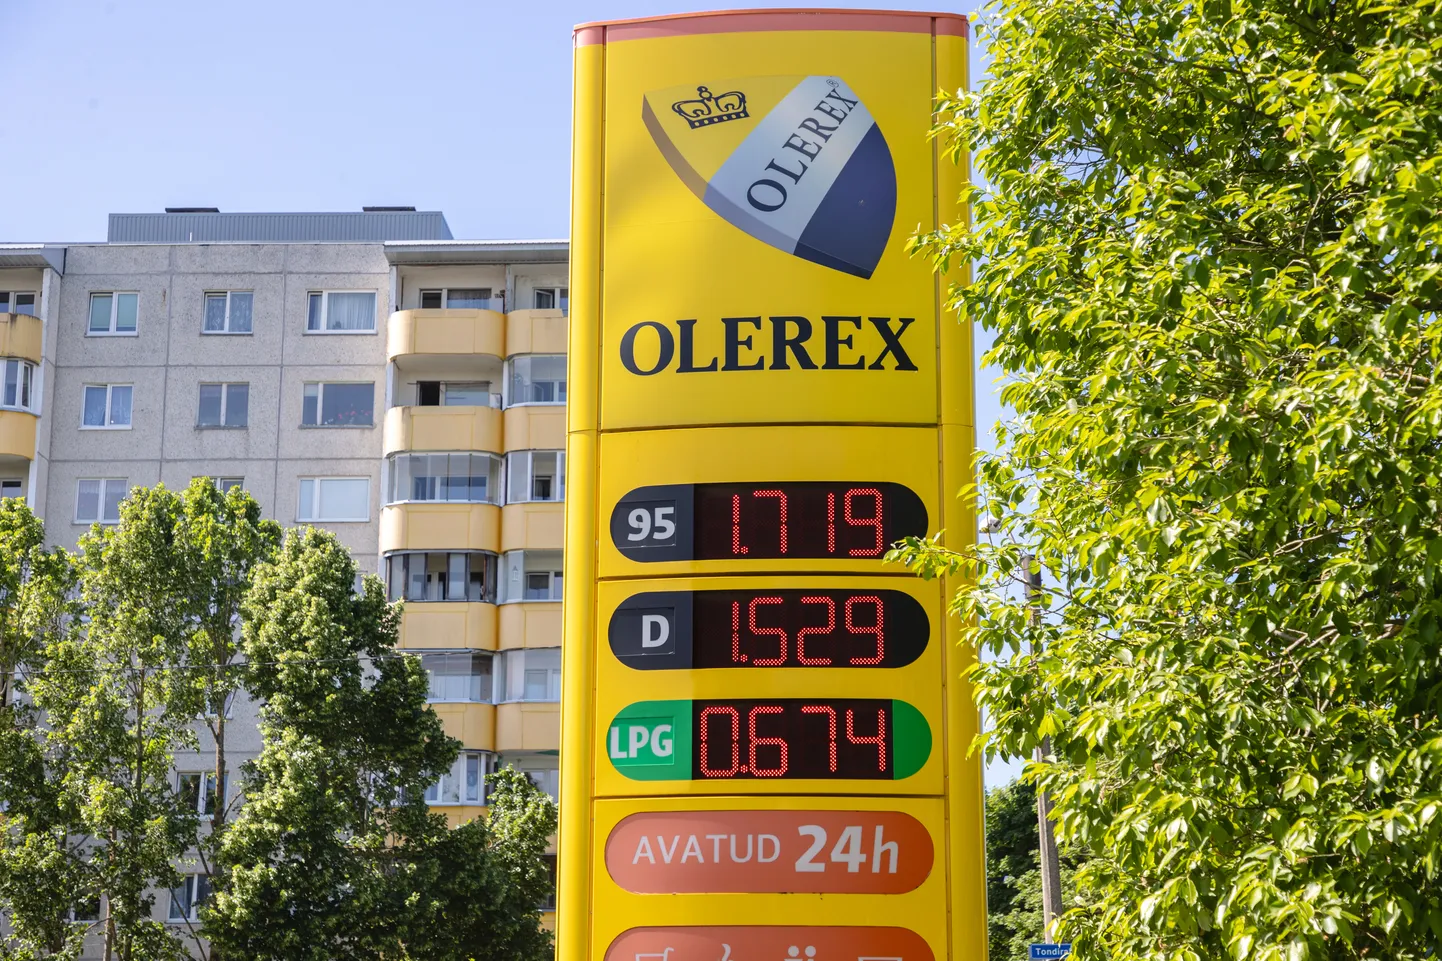 OLEREX
OLEREX
95 1.719
D 1.529
LPG 0.674
AVATUD 24h